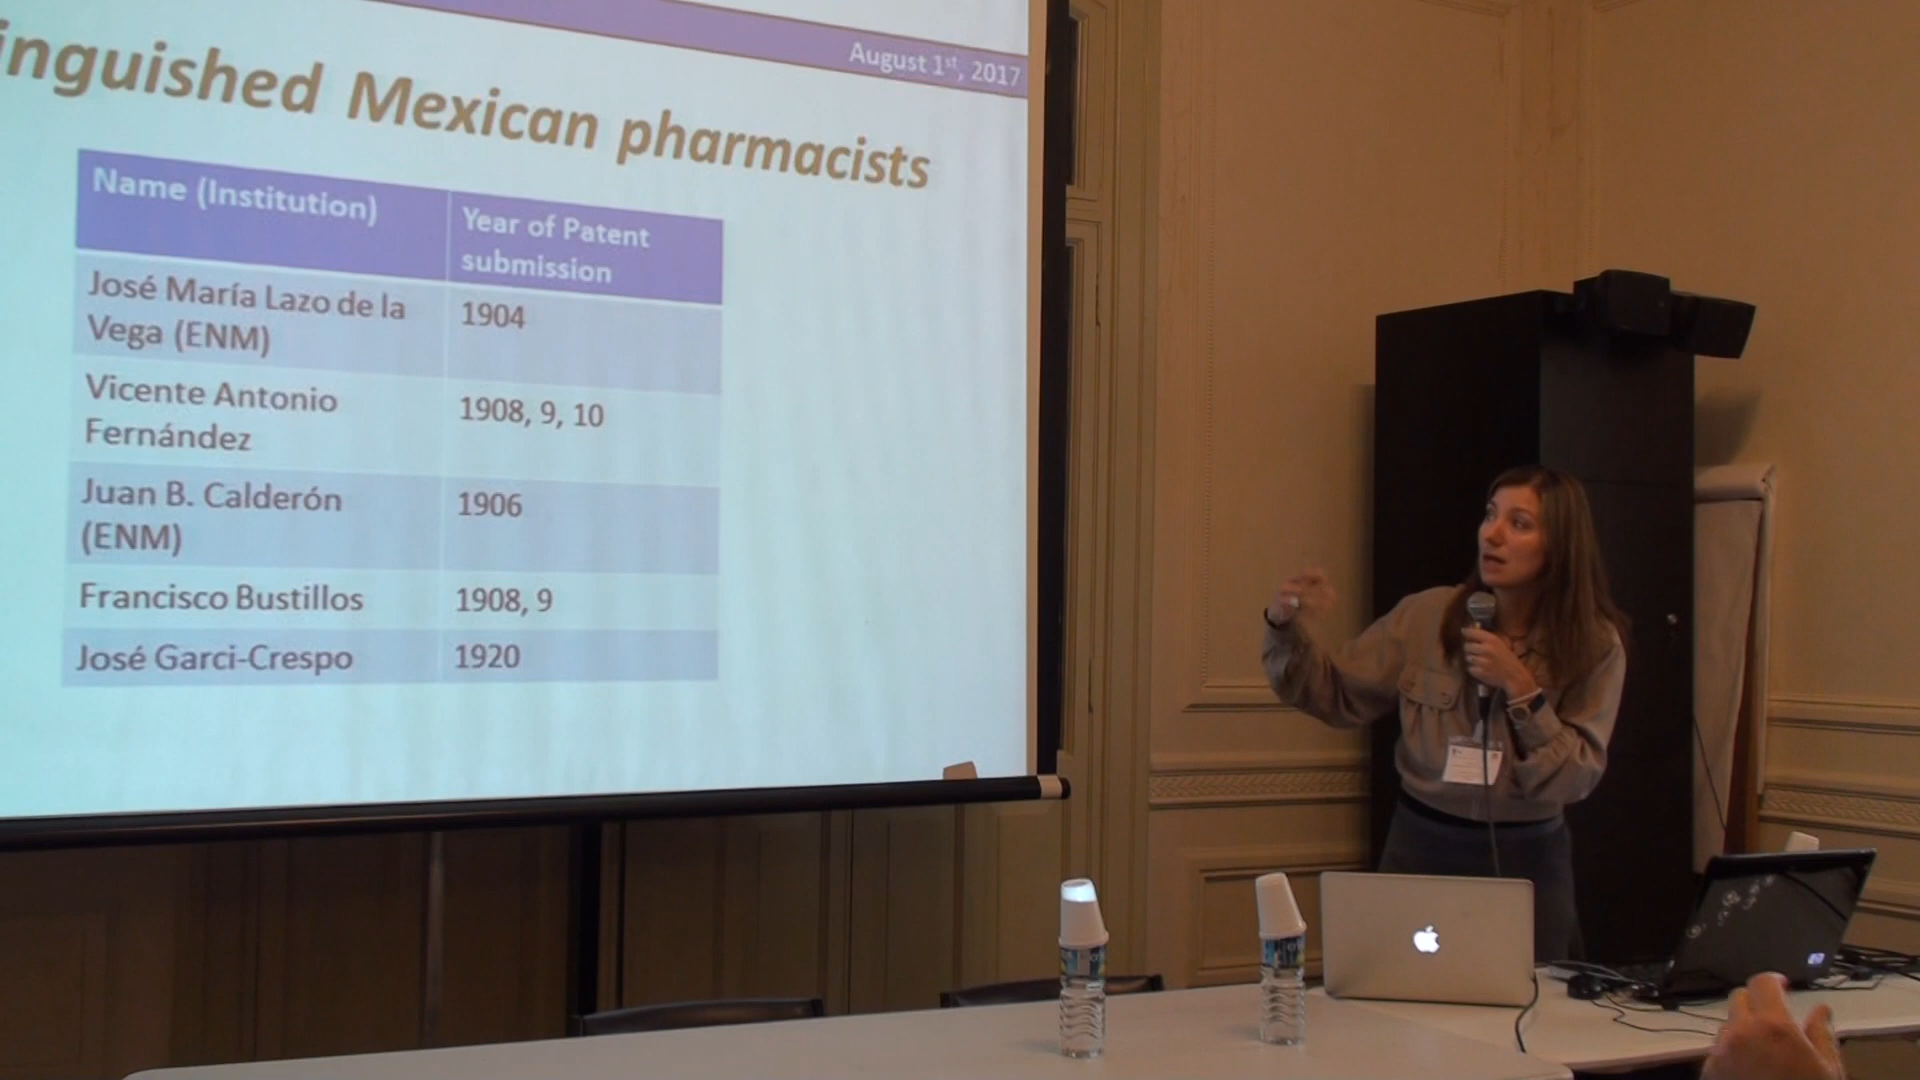 August 1st, 2017
inguished Mexican pharmacists
Name (Institution)
Year of Patent
submission
José María Lazo de la
Vega (ENM)
1904
Vicente Antonio
Fernández
1908, 9, 10
Juan B. Calderón
(ENM)
1906
Francisco Bustillos
1908, 9
José Garci-Crespo
1920
hp